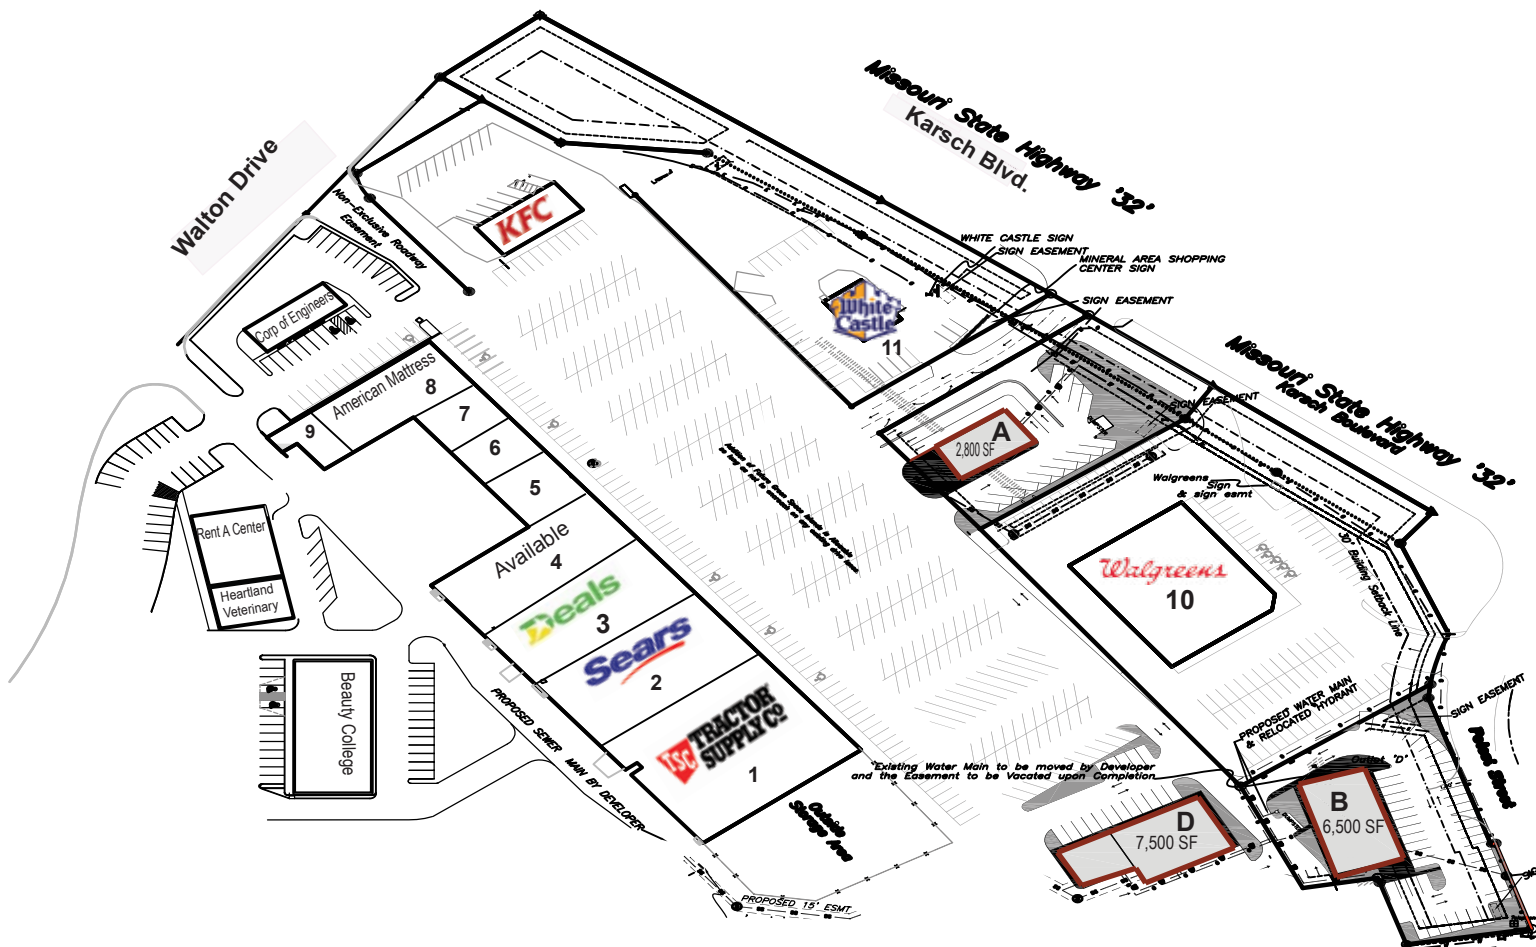 Missouri State Highway '32'
Karsch Blvd.
Walton Drive
Non-Exclusive Roadway
Easement
KFC
WHITE CASTLE SIGN
SIGN EASEMENT
MINERAL AREA SHOPPING
CENTER SIGN
SIGN EASEMENT
White
Castle
11
Corp of Engineers
Missouri State Highway '32'
Karsch Boulevard
American Mattress
8
9
7
6
5
SIGN EASEMENT
A
2,800 SF
Walgreens
Sign
& sign esmt
30' Building Setback Line
Rent A Center
Heartland
Veterinary
Available
4
Deals
3
Sears
2
TSC
TRACTOR
SUPPLY CO
1
Walgreens
10
Beauty College
PROPOSED SEWER MAIN BY DEVELOPER
PROPOSED WATER MAIN
& RELOCATED HYDRANT
SIGN EASEMENT
Existing Water Main to be moved by Developer
and the Easement to be Vacated upon Completion
Outlot "D"
Outside
Storage Area
D
7,500 SF
B
6,500 SF
Street
PROPOSED 15' ESMT